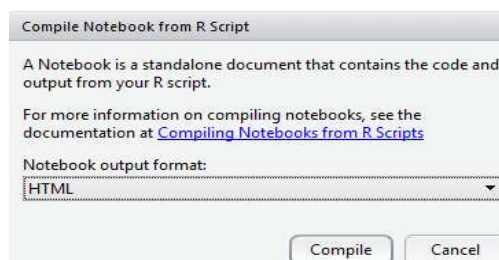 Compile Notebook from R Script
A Notebook is a standalone document that contains the code and
output from your R script.
For more information on compiling notebooks, see the
documentation at Compiling Notebooks from R Scripts
Notebook output format:
HTML
Compile Cancel